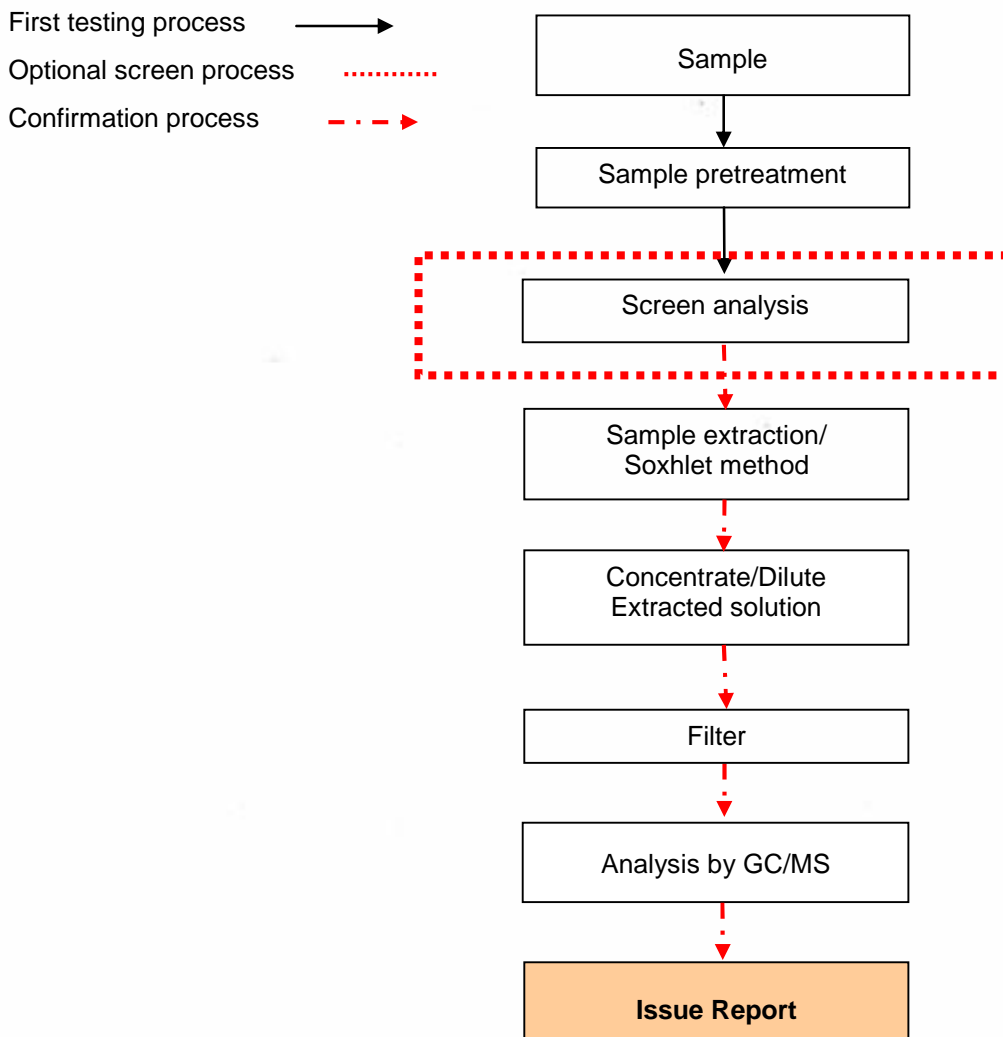 First testing process
Optional screen process
Confirmation process
Sample
Sample pretreatment
Screen analysis
Sample extraction/
Soxhlet method
Concentrate/Dilute
Extracted solution
Filter
Analysis by GC/MS
Issue Report